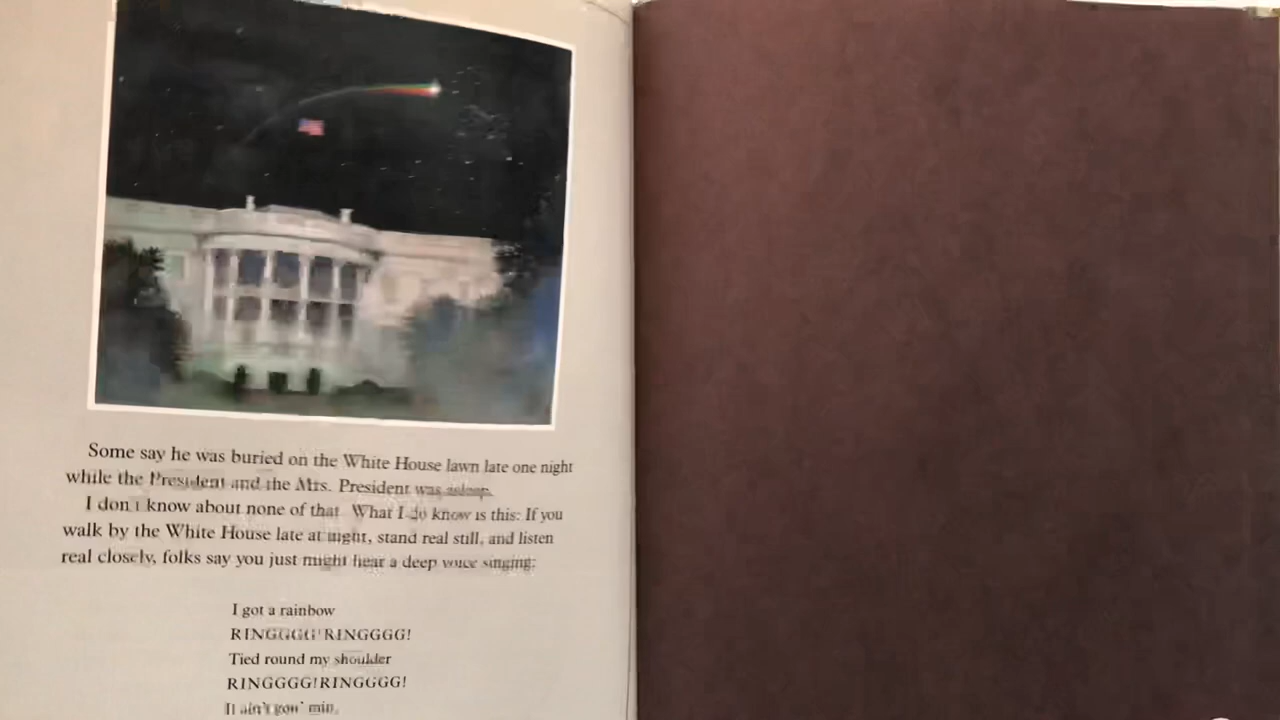 Some say he was buried on the White House lawn late one night
while the President and the Mrs. President was asleep.
I don't know about none of that. What I do know is this: If you
walk by the White House late at night, stand real still, and listen
real closely, folks say you just might hear a deep voice singing:
I got a rainbow
RINGGGG!RINGGGG!
Tied round my shoulder
RINGGGG!RINGGGG!
It ain't gon'